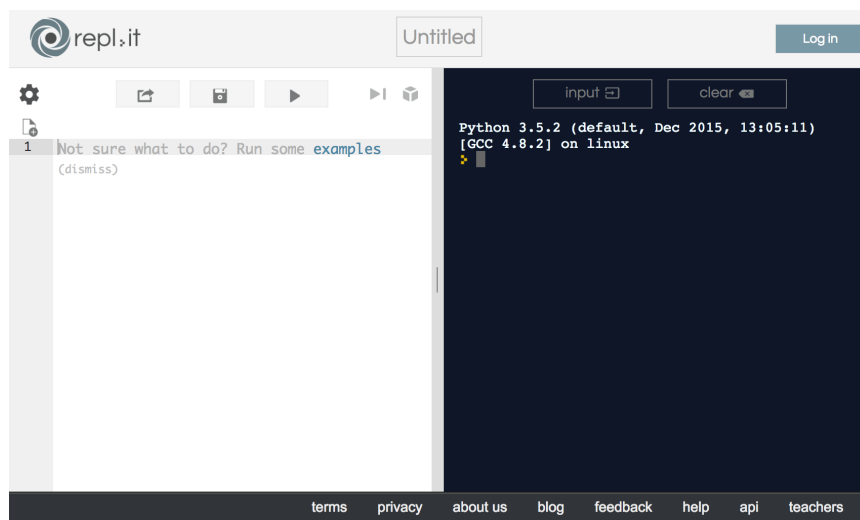 repl.it
Untitled
Log in
input
clear
1
Not sure what to do? Run some examples
(dismiss)
Python 3.5.2 (default, Dec 2015, 13:05:11)
[GCC 4.8.2] on linux
terms privacy about us blog feedback help api teachers